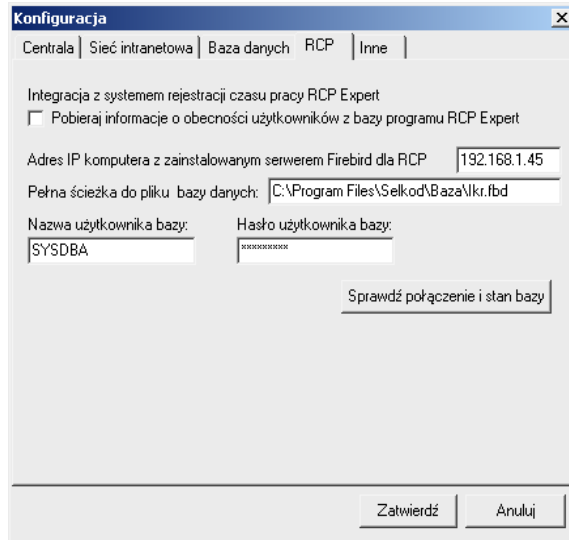 Konfiguracja
Centrala Sieć intranetowa Baza danych RCP Inne
Integracja z systemem rejestracji czasu pracy RCP Expert
Pobieraj informacje o obecności użytkowników z bazy programu RCP Expert
Adres IP komputera z zainstalowanym serwerem Firebird dla RCP 192.168.1.45
Pełna ścieżka do pliku bazy danych: C:\Program Files\Selkod\Baza\Ikr.fbd
Nazwa użytkownika bazy: Hasło użytkownika bazy:
SYSDBA *********
Sprawdź połączenie i stan bazy
Zatwierdź Anuluj